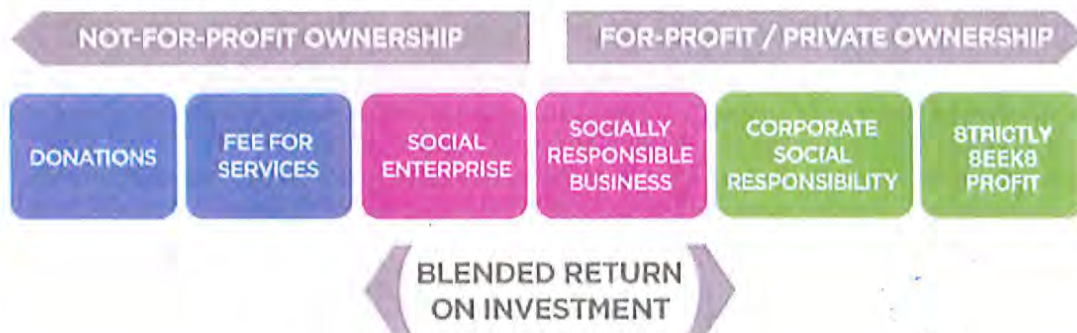 NOT-FOR-PROFIT OWNERSHIP
FOR-PROFIT / PRIVATE OWNERSHIP
DONATIONS
FEE FOR
SERVICES
SOCIAL
ENTERPRISE
SOCIALLY
RESPONSIBLE
BUSINESS
CORPORATE
SOCIAL
RESPONSIBILITY
STRICTLY
SEEKS
PROFIT
BLENDED RETURN
ON INVESTMENT